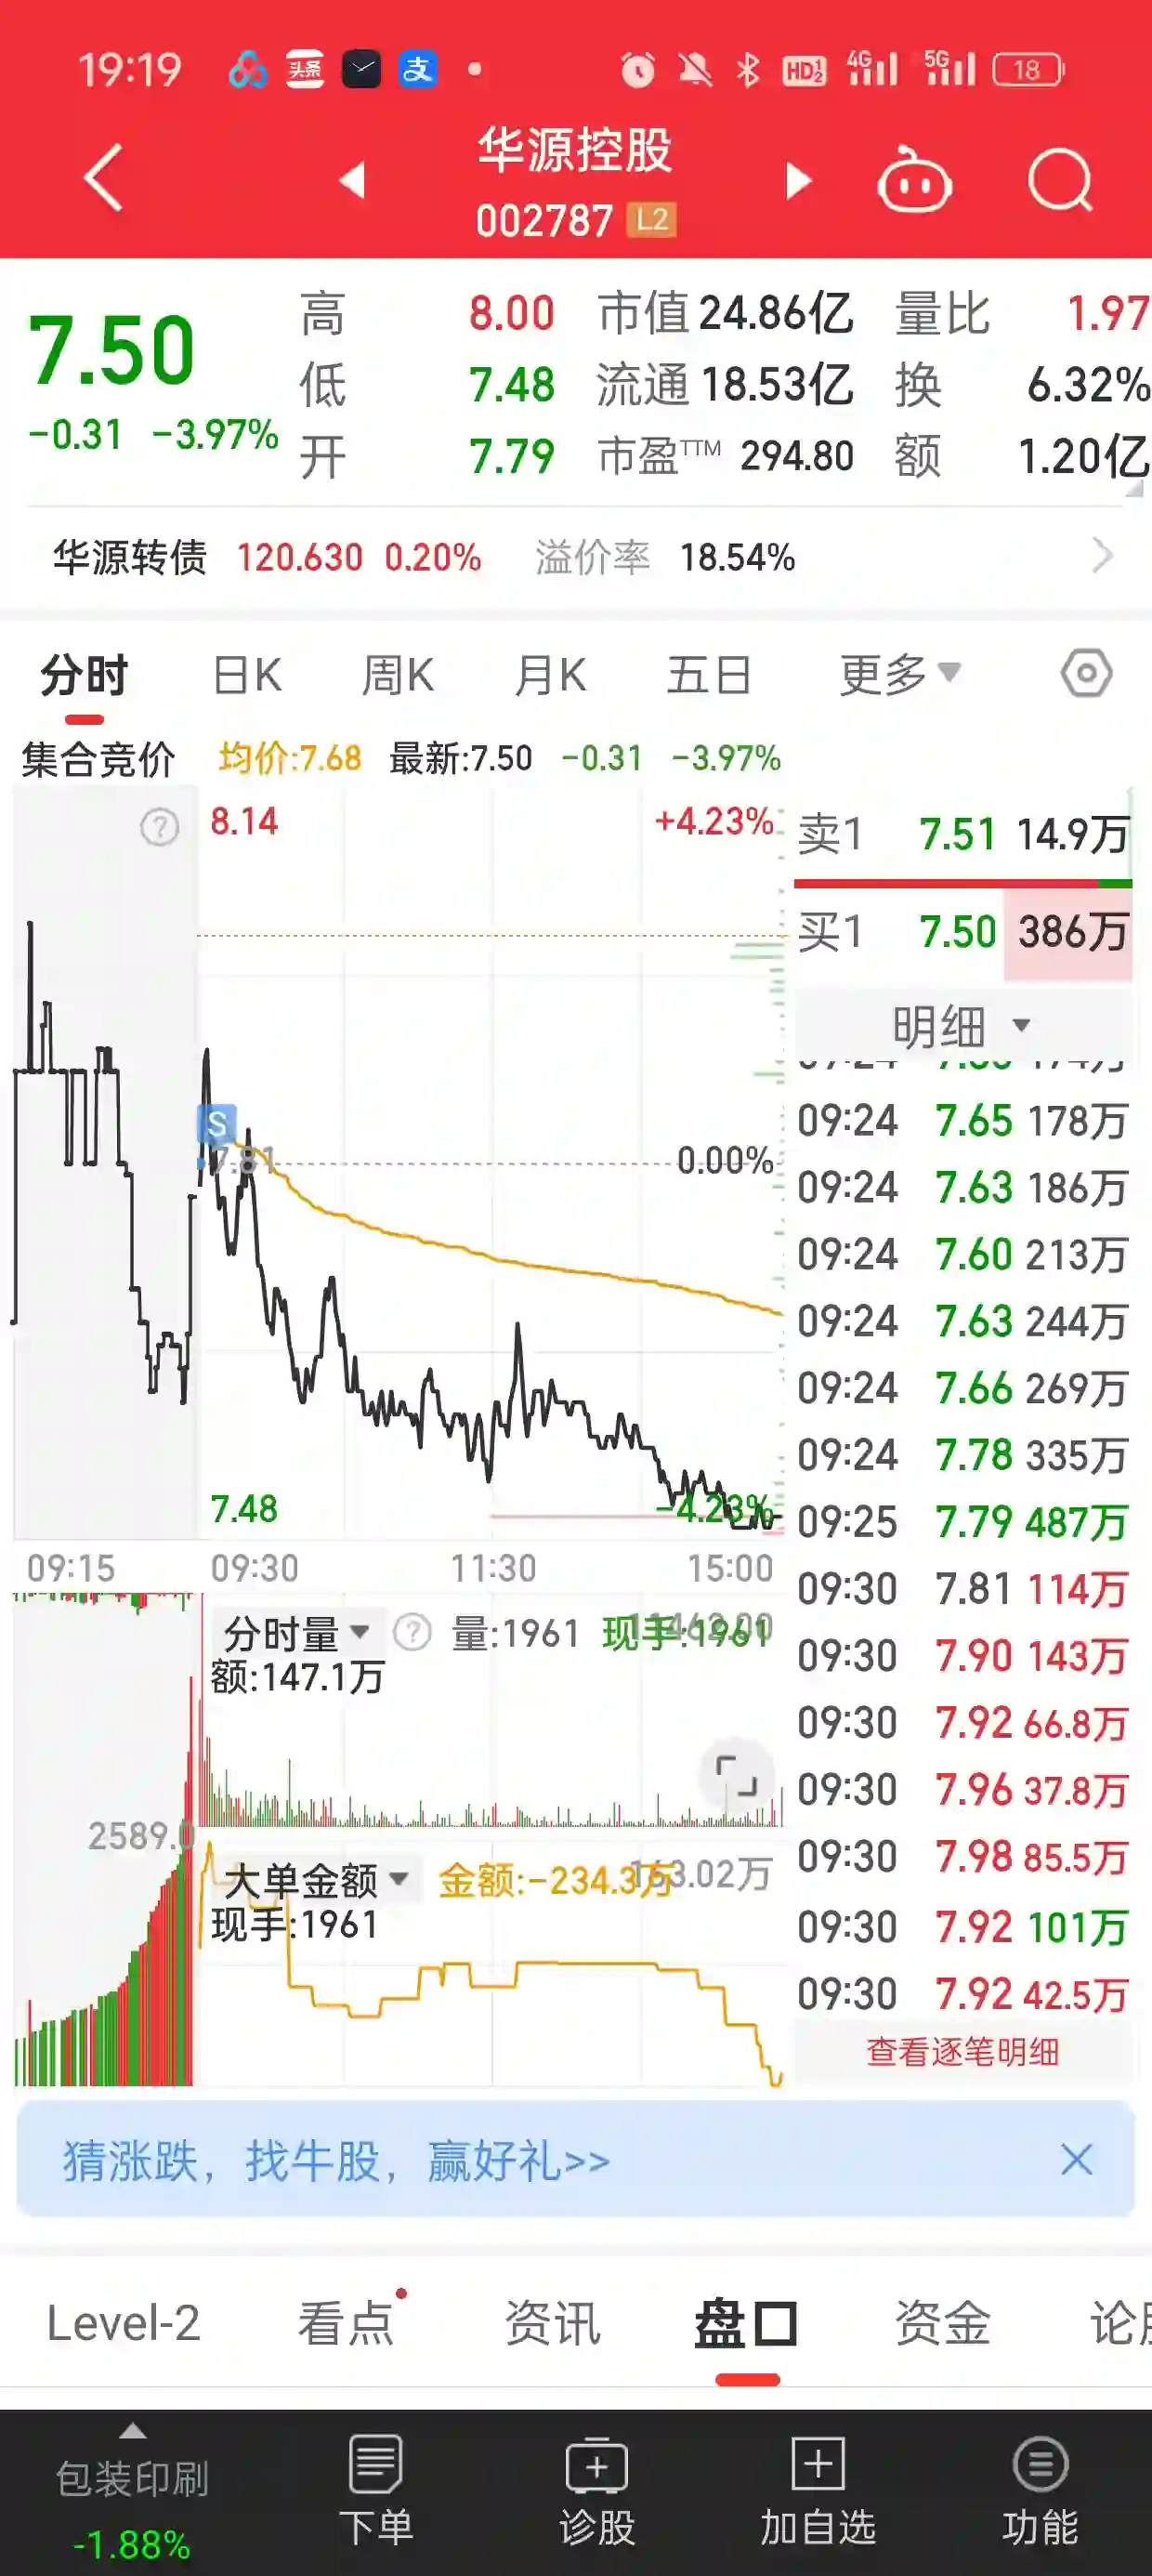 19:19 头条 支 HD 1 2 4G 5G 18
华源控股
002787 L2
7.50
-0.31 -3.97%
高 8.00 市值 24.86亿 量比 1.97
低 7.48 流通 18.53亿 换 6.32%
开 7.79 市盈TTM 294.80 额 1.20亿
华源转债 120.630 0.20% 溢价率 18.54%
分时 日K 周K 月K 五日 更多
集合竞价 均价:7.68 最新:7.50 -0.31 -3.97%
8.14 +4.23%
S
7.81 0.00%
7.48 -4.23%
09:15 09:30 11:30 15:00
分时量 量:1961 现手:1961
额:147.1万
2589.0
大单金额 金额:-234.3万
现手:1961
卖1 7.51 14.9万
买1 7.50 386万
明细
09:24 7.65 178万
09:24 7.63 186万
09:24 7.60 213万
09:24 7.63 244万
09:24 7.66 269万
09:24 7.78 335万
09:25 7.79 487万
09:30 7.81 114万
09:30 7.90 143万
09:30 7.92 66.8万
09:30 7.96 37.8万
09:30 7.98 85.5万
09:30 7.92 101万
09:30 7.92 42.5万
查看逐笔明细
猜涨跌，找牛股，赢好礼>>
Level-2 看点 资讯 盘口 资金 论
包装印刷 下单 诊股 加自选 功能
-1.88%